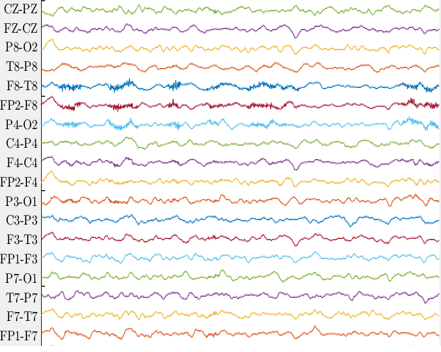 CZ-PZ
FZ-CZ
P8-O2
T8-P8
F8-T8
FP2-F8
P4-O2
C4-P4
F4-C4
FP2-F4
P3-O1
C3-P3
F3-T3
FP1-F3
P7-O1
T7-P7
F7-T7
FP1-F7